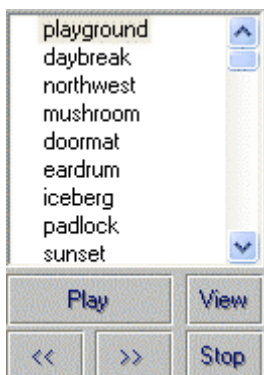 playground
daybreak
northwest
mushroom
doormat
eardrum
iceberg
padlock
sunset
Play View
<< >> Stop